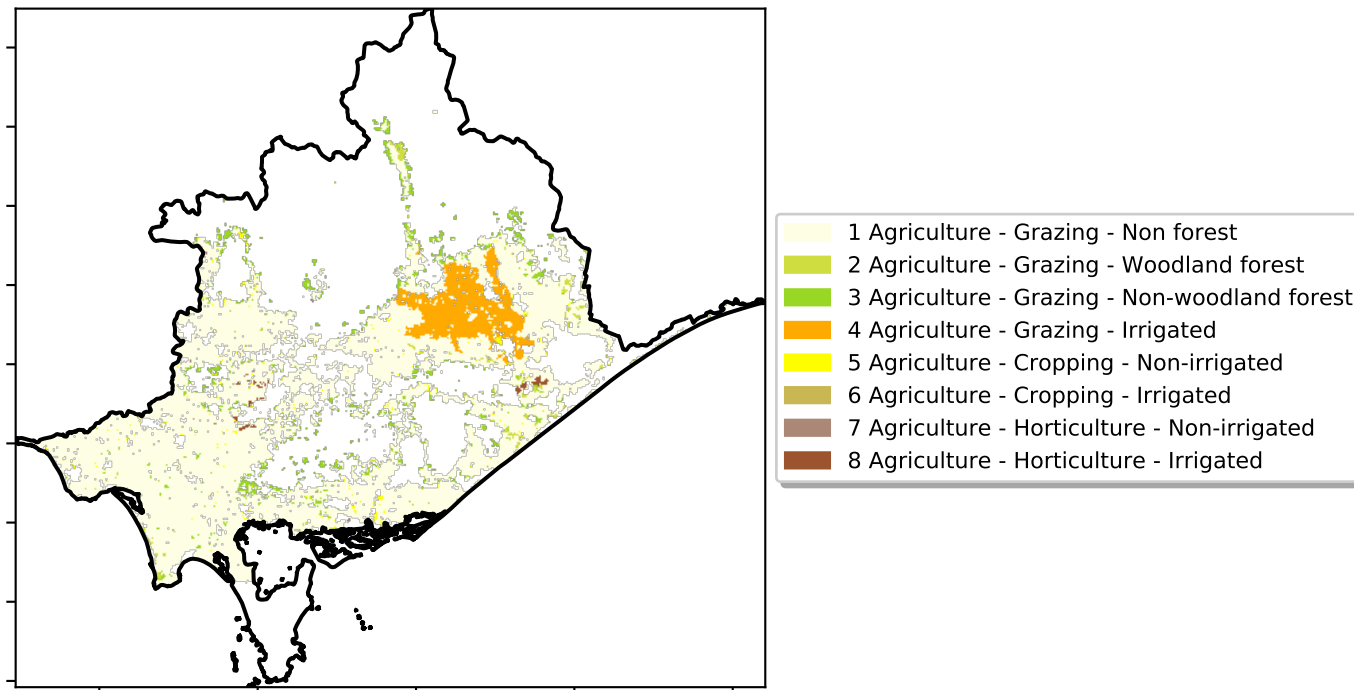 1 Agriculture - Grazing - Non forest
2 Agriculture - Grazing - Woodland forest
3 Agriculture - Grazing - Non-woodland forest
4 Agriculture - Grazing - Irrigated
5 Agriculture - Cropping - Non-irrigated
6 Agriculture - Cropping - Irrigated
7 Agriculture - Horticulture - Non-irrigated
8 Agriculture - Horticulture - Irrigated